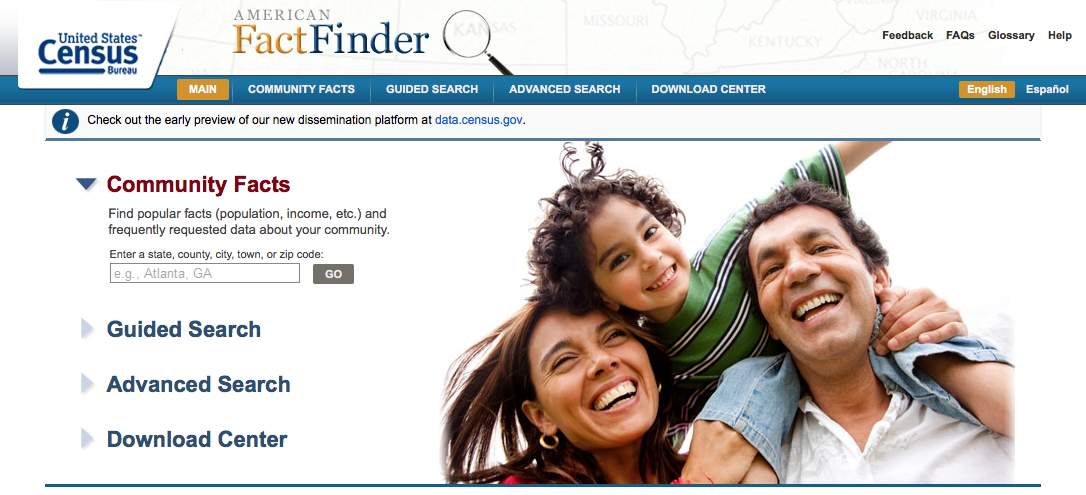 United States™
Census
Bureau
AMERICAN
FactFinder
KANSAS
MISSOURI
KENTUCKY
VIRGINIA
NORTH
CAROLINA
Feedback FAQs Glossary Help
MAIN COMMUNITY FACTS GUIDED SEARCH ADVANCED SEARCH DOWNLOAD CENTER English Español
i Check out the early preview of our new dissemination platform at data.census.gov.
Community Facts
Find popular facts (population, income, etc.) and
frequently requested data about your community.
Enter a state, county, city, town, or zip code:
e.g., Atlanta, GA GO
Guided Search
Advanced Search
Download Center